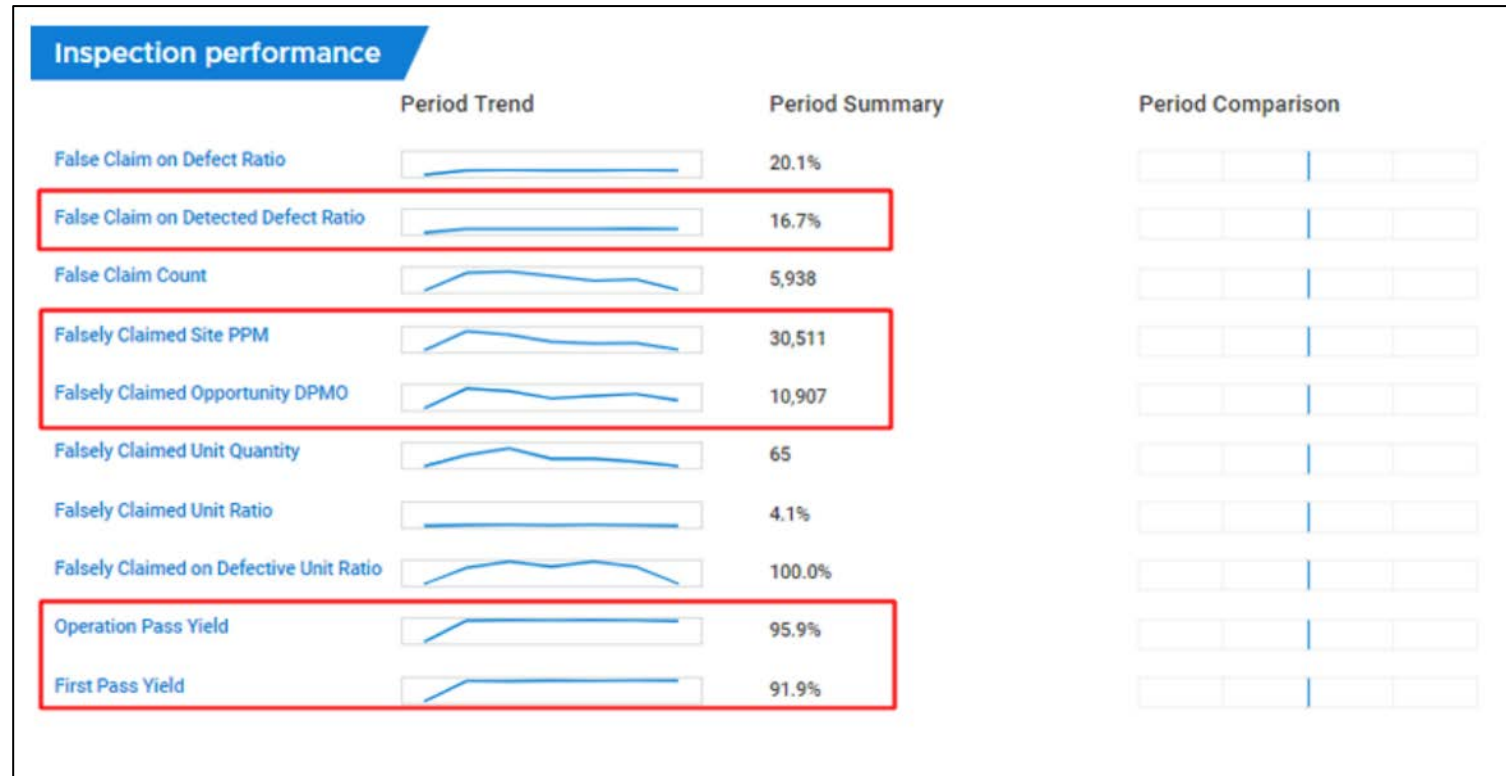 Inspection performance
Period Trend Period Summary Period Comparison
False Claim on Defect Ratio 20.1%
False Claim on Detected Defect Ratio 16.7%
False Claim Count 5,938
Falsely Claimed Site PPM 30,511
Falsely Claimed Opportunity DPMO 10,907
Falsely Claimed Unit Quantity 65
Falsely Claimed Unit Ratio 4.1%
Falsely Claimed on Defective Unit Ratio 100.0%
Operation Pass Yield 95.9%
First Pass Yield 91.9%